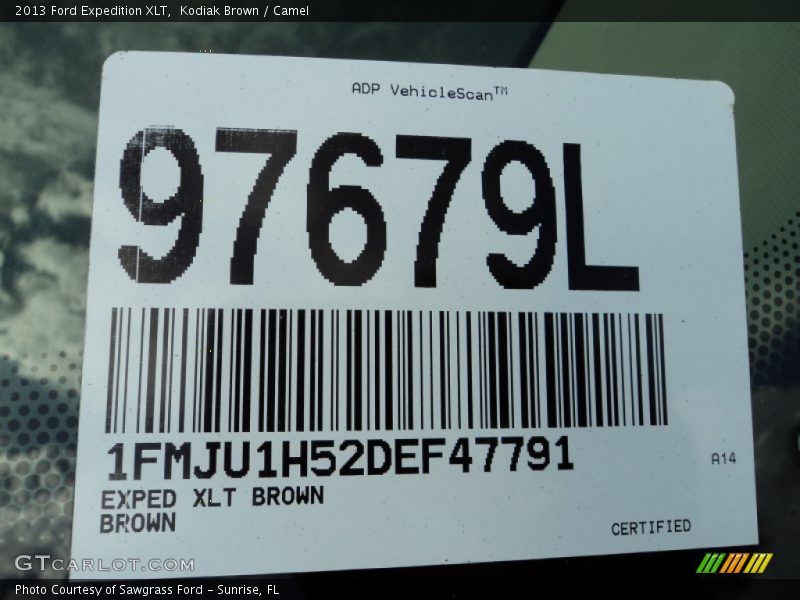 2013 Ford Expedition XLT, Kodiak Brown / Camel
ADP VehicleScan™
97679L
1FMJU1H52DEF47791
EXPED XLT BROWN
BROWN
A14
CERTIFIED
GTcarlot.com
Photo Courtesy of Sawgrass Ford – Sunrise, FL